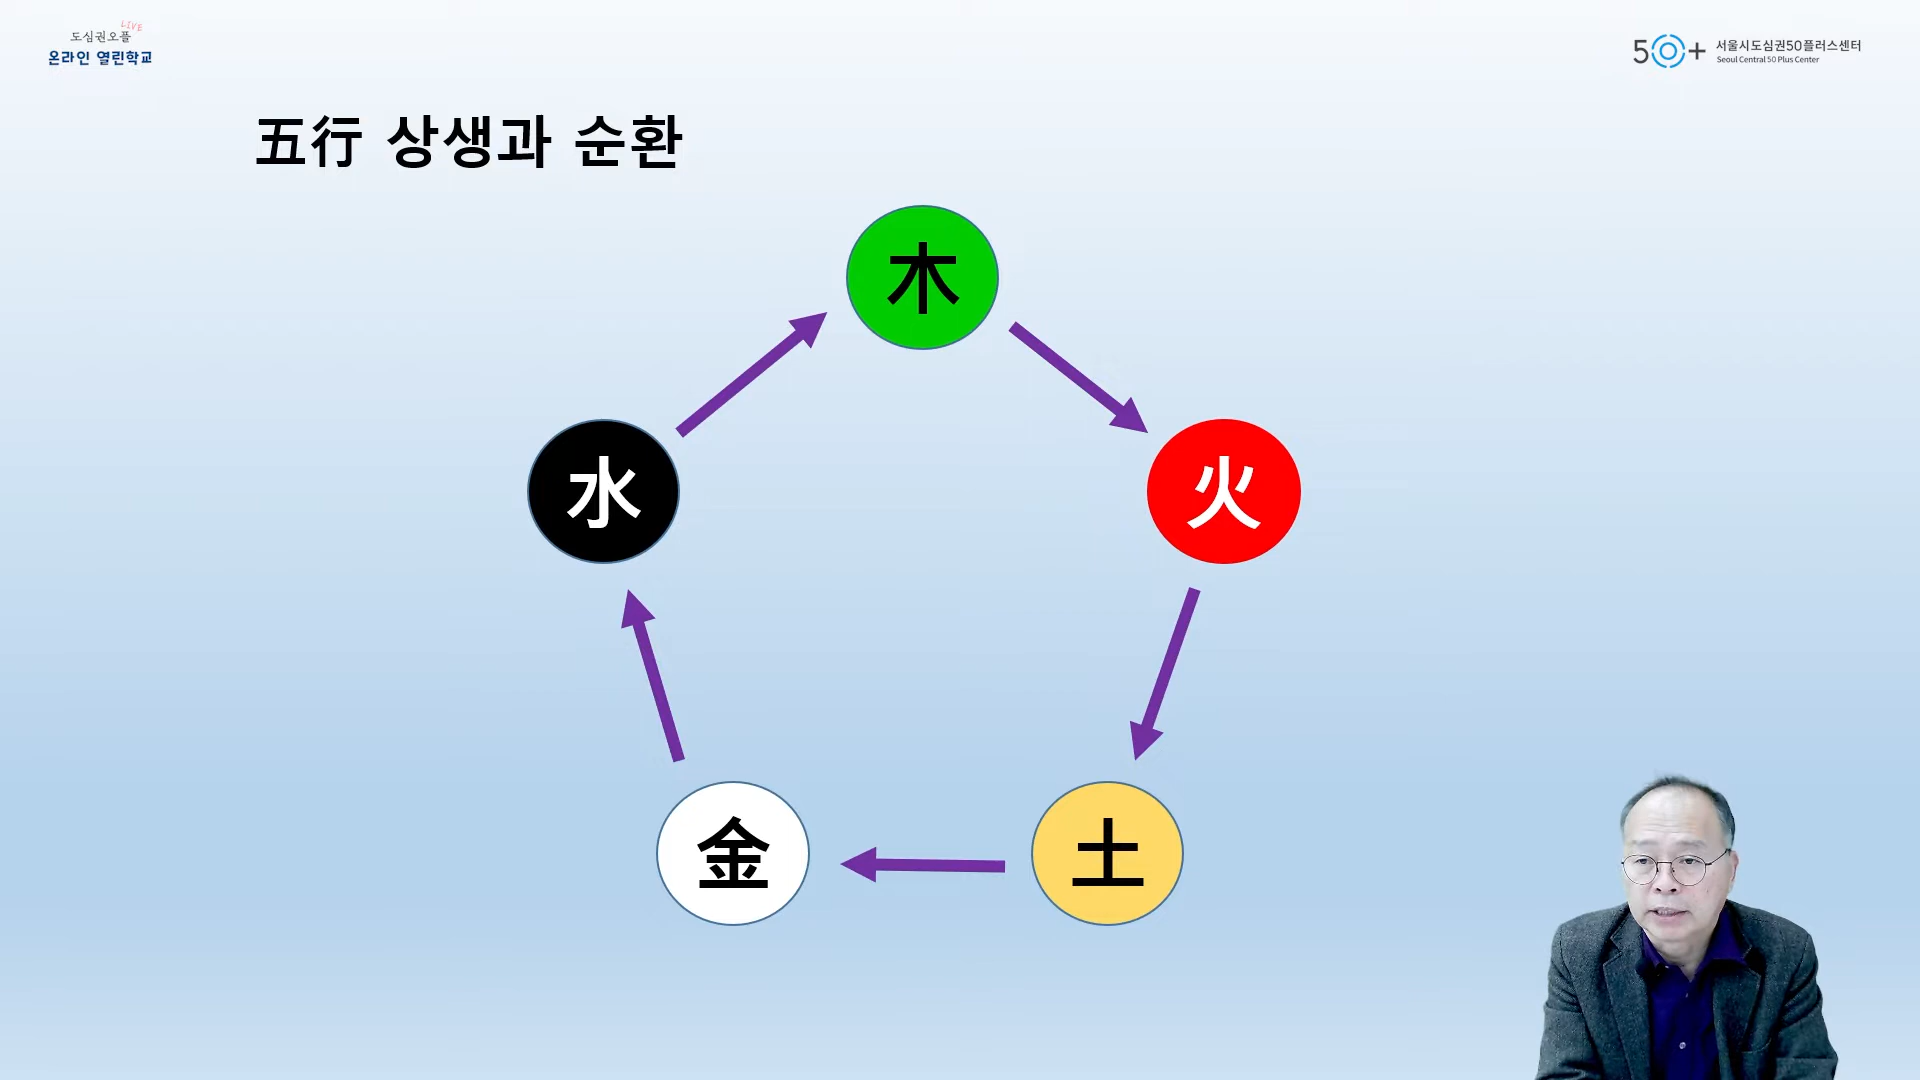 LIVE
도심권오플
온라인 열린학교
50+ 서울시도심권50플러스센터
Seoul Central 50 Plus Center
五行 상생과 순환
木
水
火
金
土